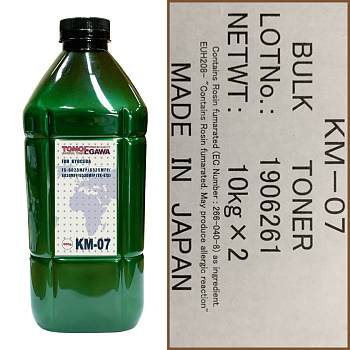 TOMOEGAWA
FOR KYOCERA
KM-07
KM-07
BULK TONER
LOTNo.: 1906261
NETWT: 10kg×2
Contains Rosin fumarated (EC Number : 266-040-8) as ingredient.
EUH208- "Contains Rosin fumarated. May produce allergic reaction"
MADE IN JAPAN